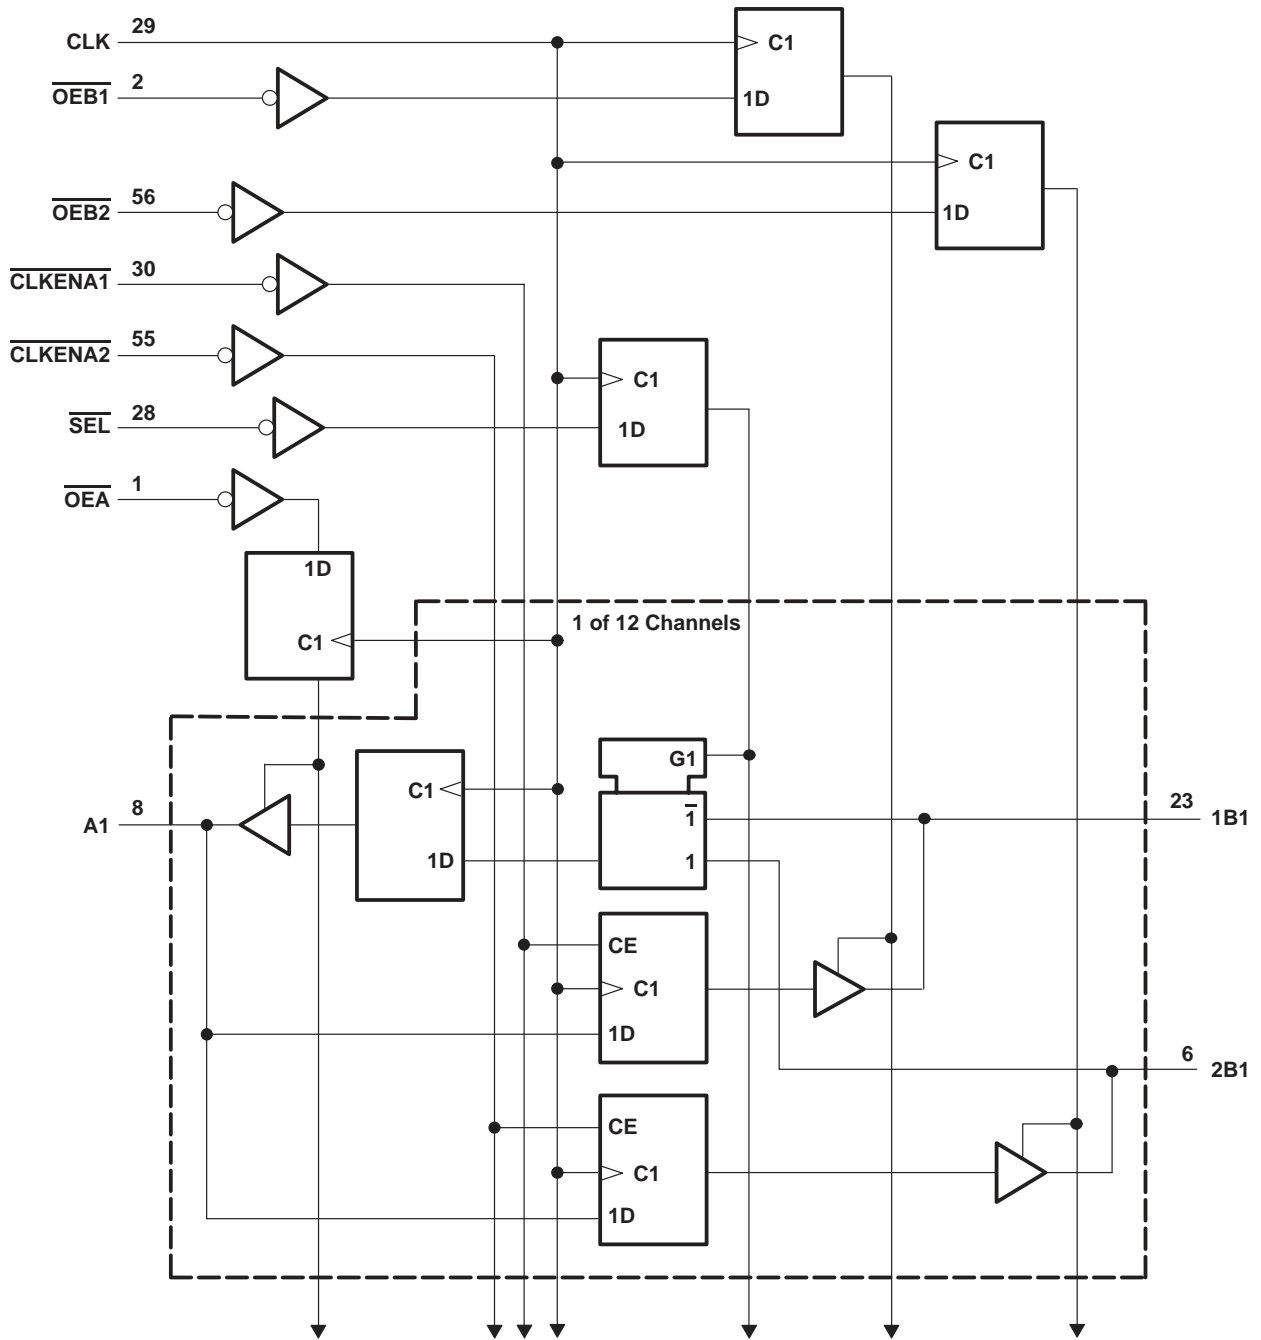 CLK 29 C1
OEB1 2 1D
C1
OEB2 56 1D
CLKENA1 30
CLKENA2 55
C1
SEL 28 1D
OEA 1
1D
1 of 12 Channels
C1
G1
C1
A1 8 1 23 1B1
1D 1
CE
C1
1D
6 2B1
CE
C1
1D